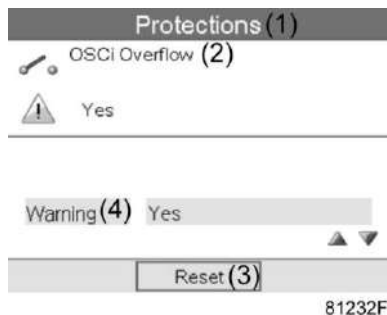 Protections (1)
OSCi Overflow (2)
Yes
Warning (4) Yes
Reset (3)
81232F